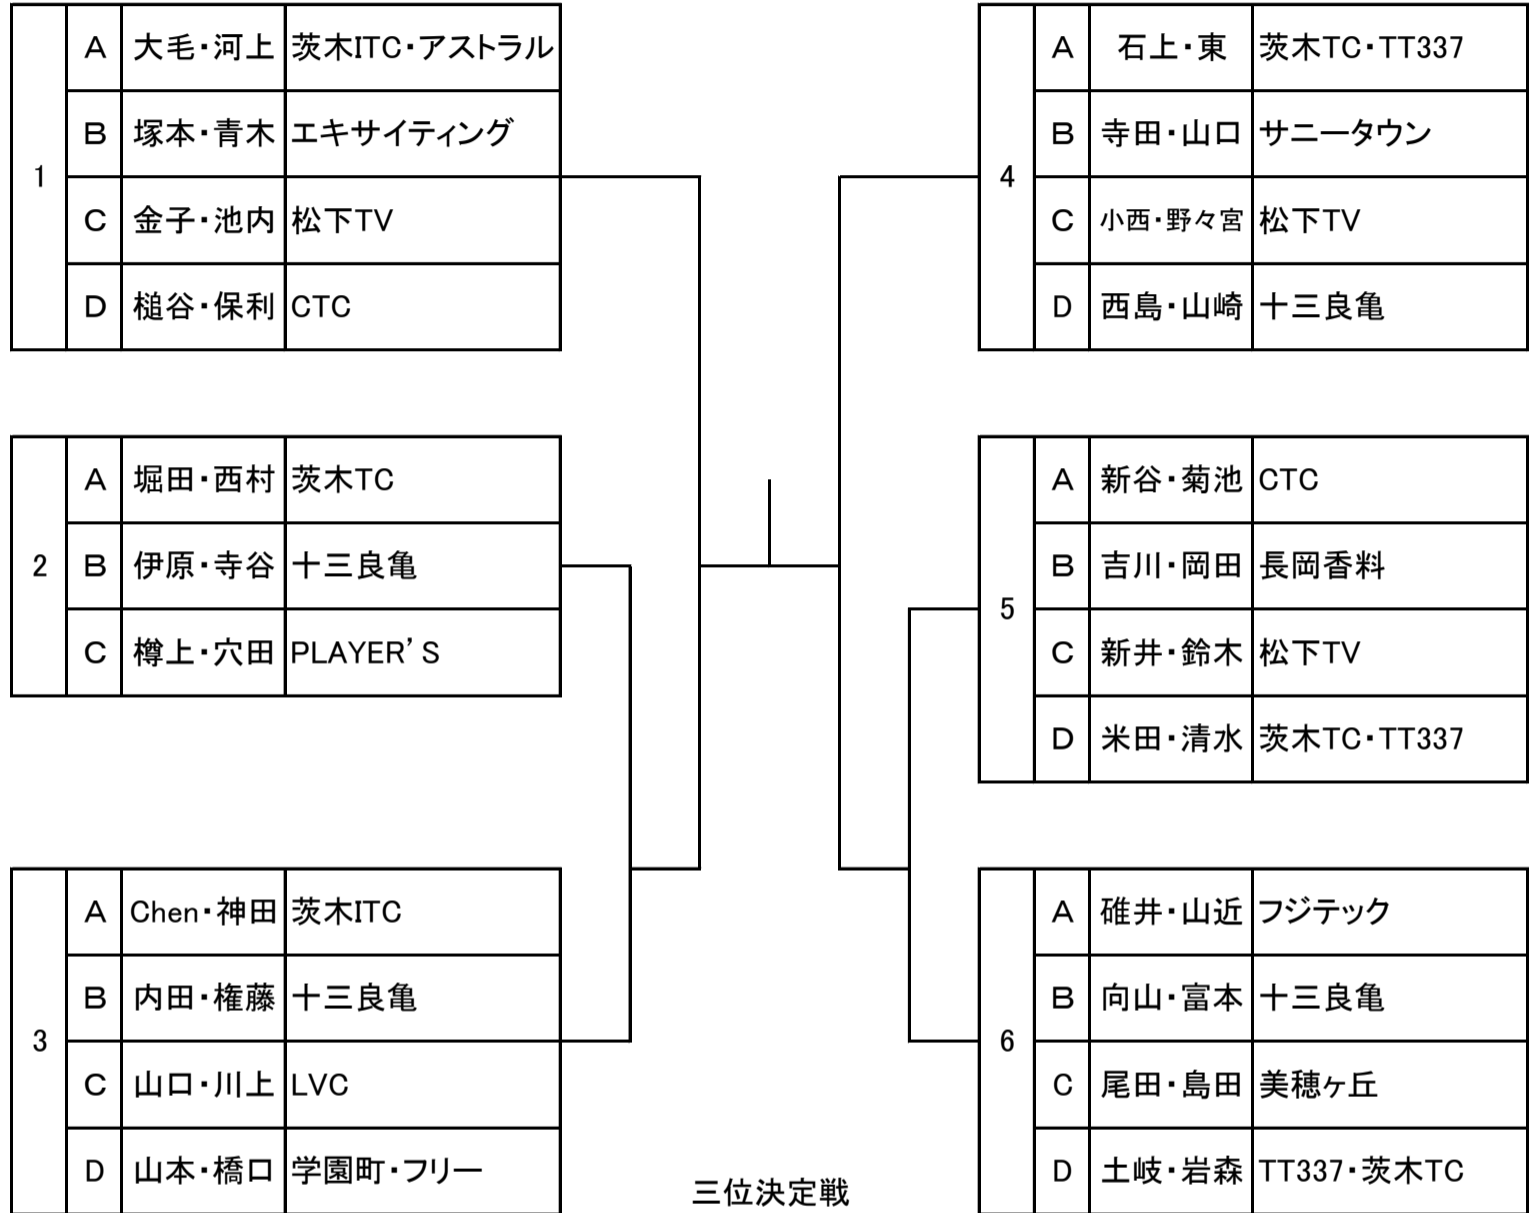 1
A 大毛・河上 茨木ITC・アストラル
B 塚本・青木 エキサイティング
C 金子・池内 松下TV
D 槌谷・保利 CTC
2
A 堀田・西村 茨木TC
B 伊原・寺谷 十三良亀
C 樽上・穴田 PLAYER'S
3
A Chen・神田 茨木ITC
B 内田・権藤 十三良亀
C 山口・川上 LVC
D 山本・橋口 学園町・フリー
4
A 石上・東 茨木TC・TT337
B 寺田・山口 サニータウン
C 小西・野々宮 松下TV
D 西島・山崎 十三良亀
5
A 新谷・菊池 CTC
B 吉川・岡田 長岡香料
C 新井・鈴木 松下TV
D 米田・清水 茨木TC・TT337
6
A 碓井・山近 フジテック
B 向山・富本 十三良亀
C 尾田・島田 美穂ヶ丘
D 土岐・岩森 TT337・茨木TC
三位決定戦